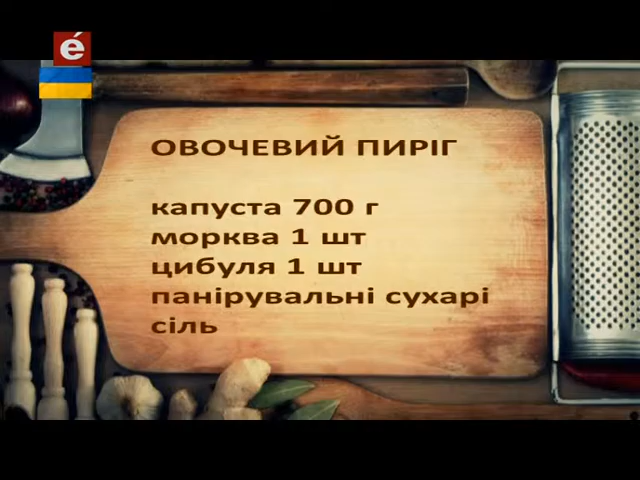 é
ОВОЧЕВИЙ ПИРІГ
капуста 700 г
морква 1 шт
цибуля 1 шт
панірувальні сухарі
сіль